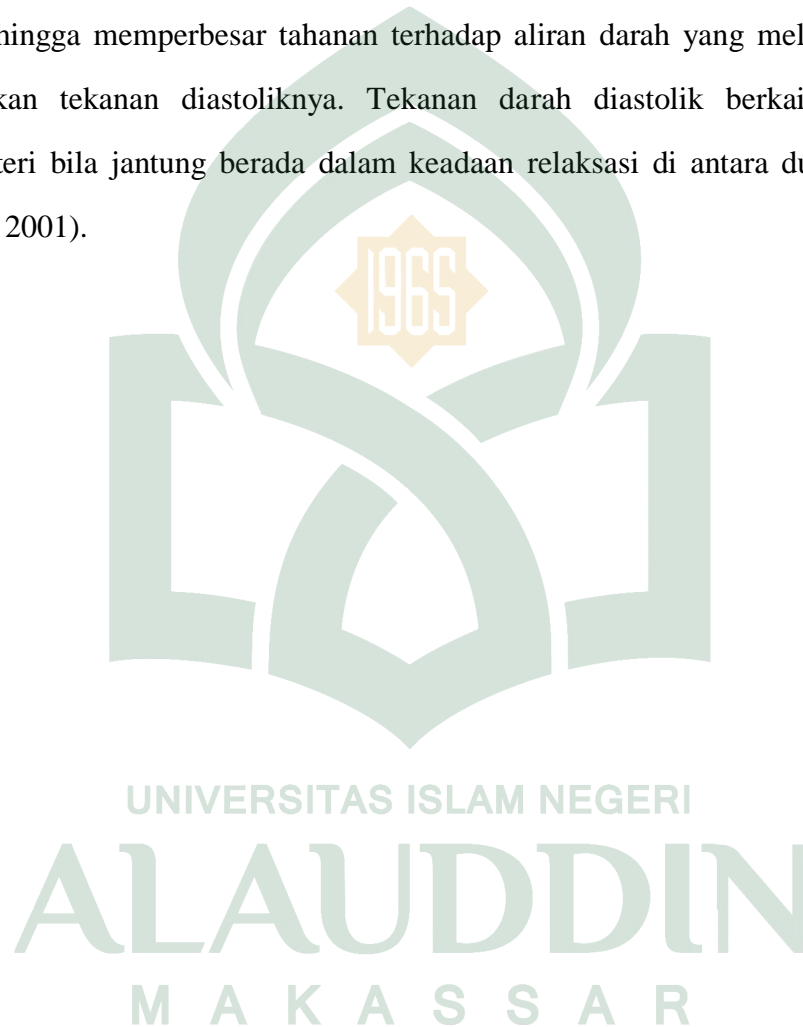 hingga memperbesar tahanan terhadap aliran darah yang mel
kan tekanan diastoliknya. Tekanan darah diastolik berkai
teri bila jantung berada dalam keadaan relaksasi di antara du
2001).
1965
UNIVERSITAS ISLAM NEGERI
ALAUDDIN
MAKASSAR